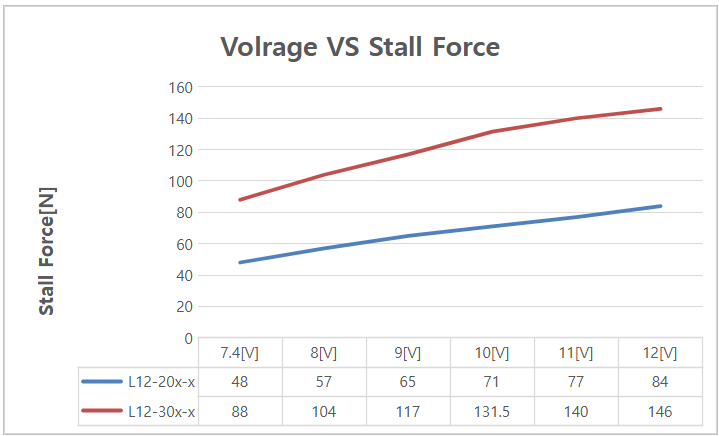 Volrage VS Stall Force
160
140
120
100
80
60
40
20
0
Stall Force[N]
7.4[V] 8[V] 9[V] 10[V] 11[V] 12[V]
L12-20x-x 48 57 65 71 77 84
L12-30x-x 88 104 117 131.5 140 146